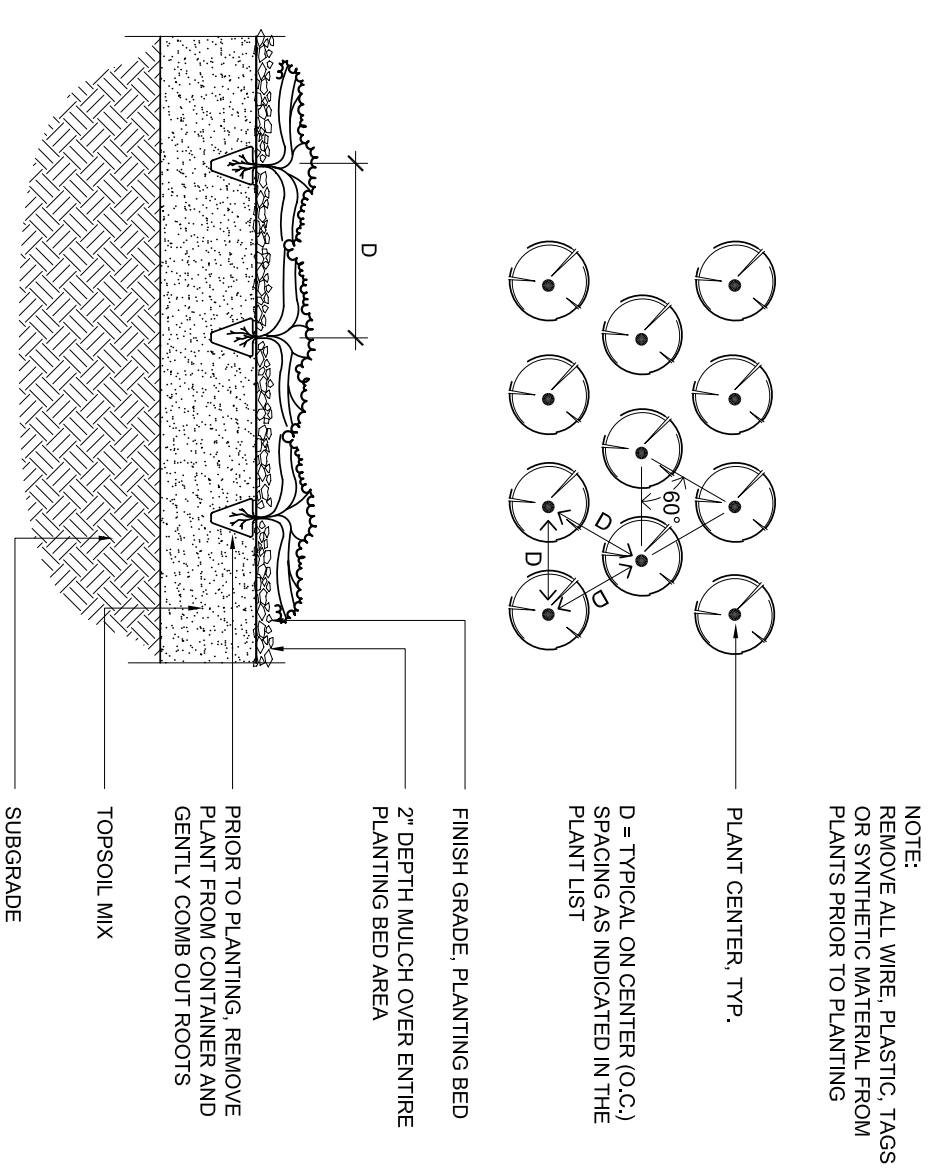 NOTE:
REMOVE ALL WIRE, PLASTIC, TAGS
OR SYNTHETIC MATERIAL FROM
PLANTS PRIOR TO PLANTING
PLANT CENTER, TYP.
60°
D
D
D
D = TYPICAL ON CENTER (O.C.)
SPACING AS INDICATED IN THE
PLANT LIST
D
FINISH GRADE, PLANTING BED
2" DEPTH MULCH OVER ENTIRE
PLANTING BED AREA
PRIOR TO PLANTING, REMOVE
PLANT FROM CONTAINER AND
GENTLY COMB OUT ROOTS
TOPSOIL MIX
SUBGRADE